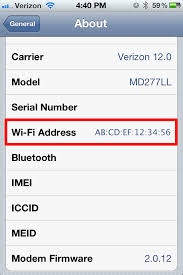 Verizon 4:40 PM 59%
General About
Carrier Verizon 12.0
Model MD277LL
Serial Number
Wi-Fi Address AB:CD:EF:12:34:56
Bluetooth
IMEI
ICCID
MEID
Modem Firmware 2.0.12